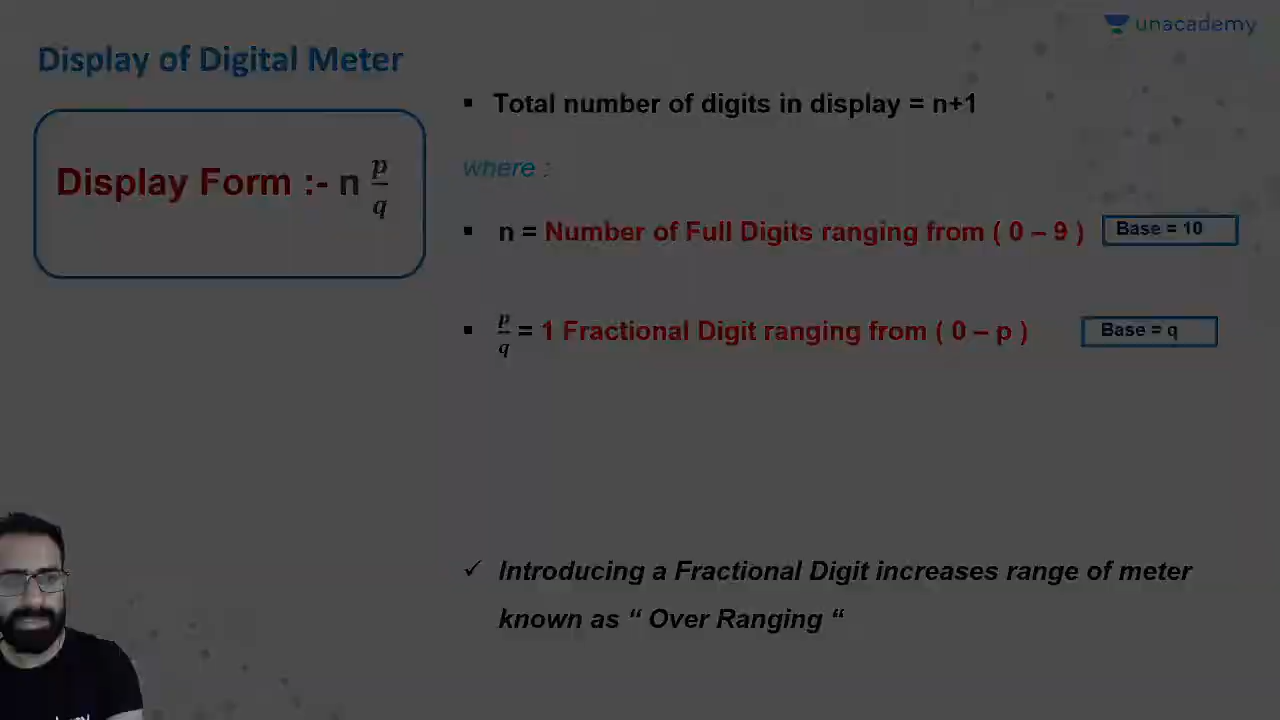 unacademy
Display of Digital Meter
Display Form :- n p/q
▪ Total number of digits in display = n+1
where :
▪ n = Number of Full Digits ranging from ( 0 – 9 ) Base = 10
▪ p/q = 1 Fractional Digit ranging from ( 0 – p ) Base = q
✓ Introducing a Fractional Digit increases range of meter
known as “ Over Ranging “